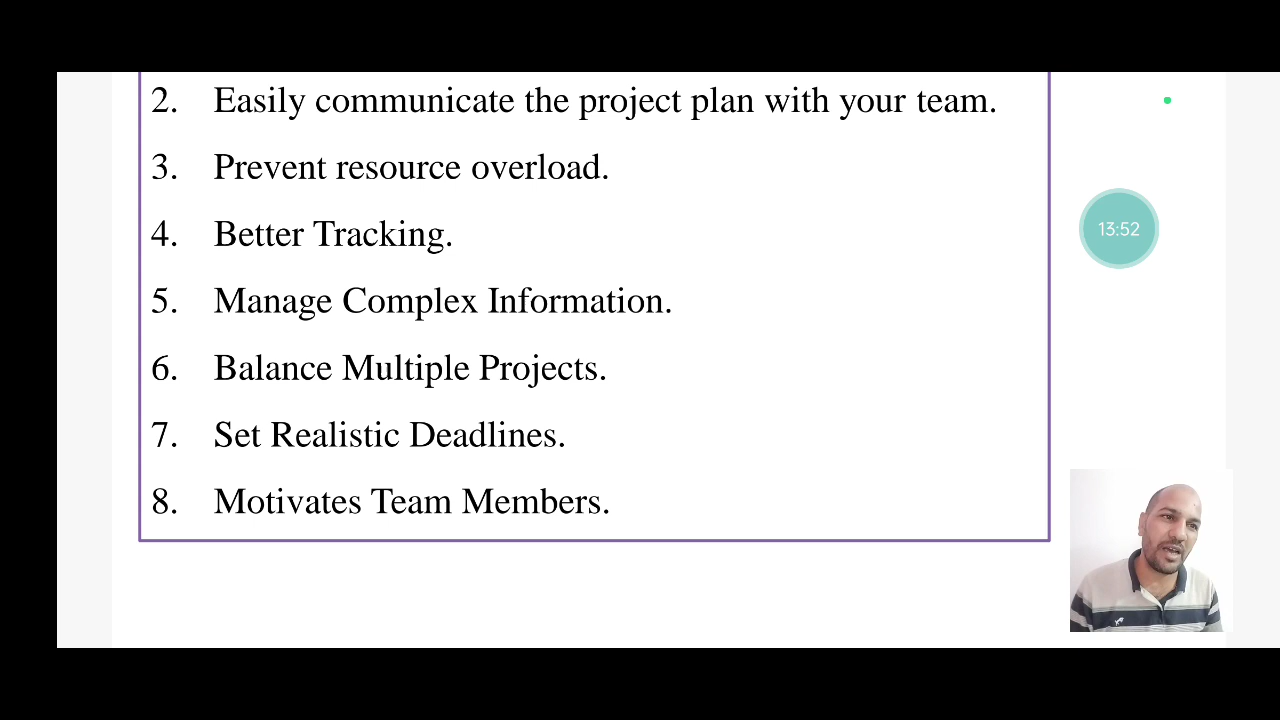 2. Easily communicate the project plan with your team.
3. Prevent resource overload.
4. Better Tracking.
5. Manage Complex Information.
6. Balance Multiple Projects.
7. Set Realistic Deadlines.
8. Motivates Team Members.
13:52